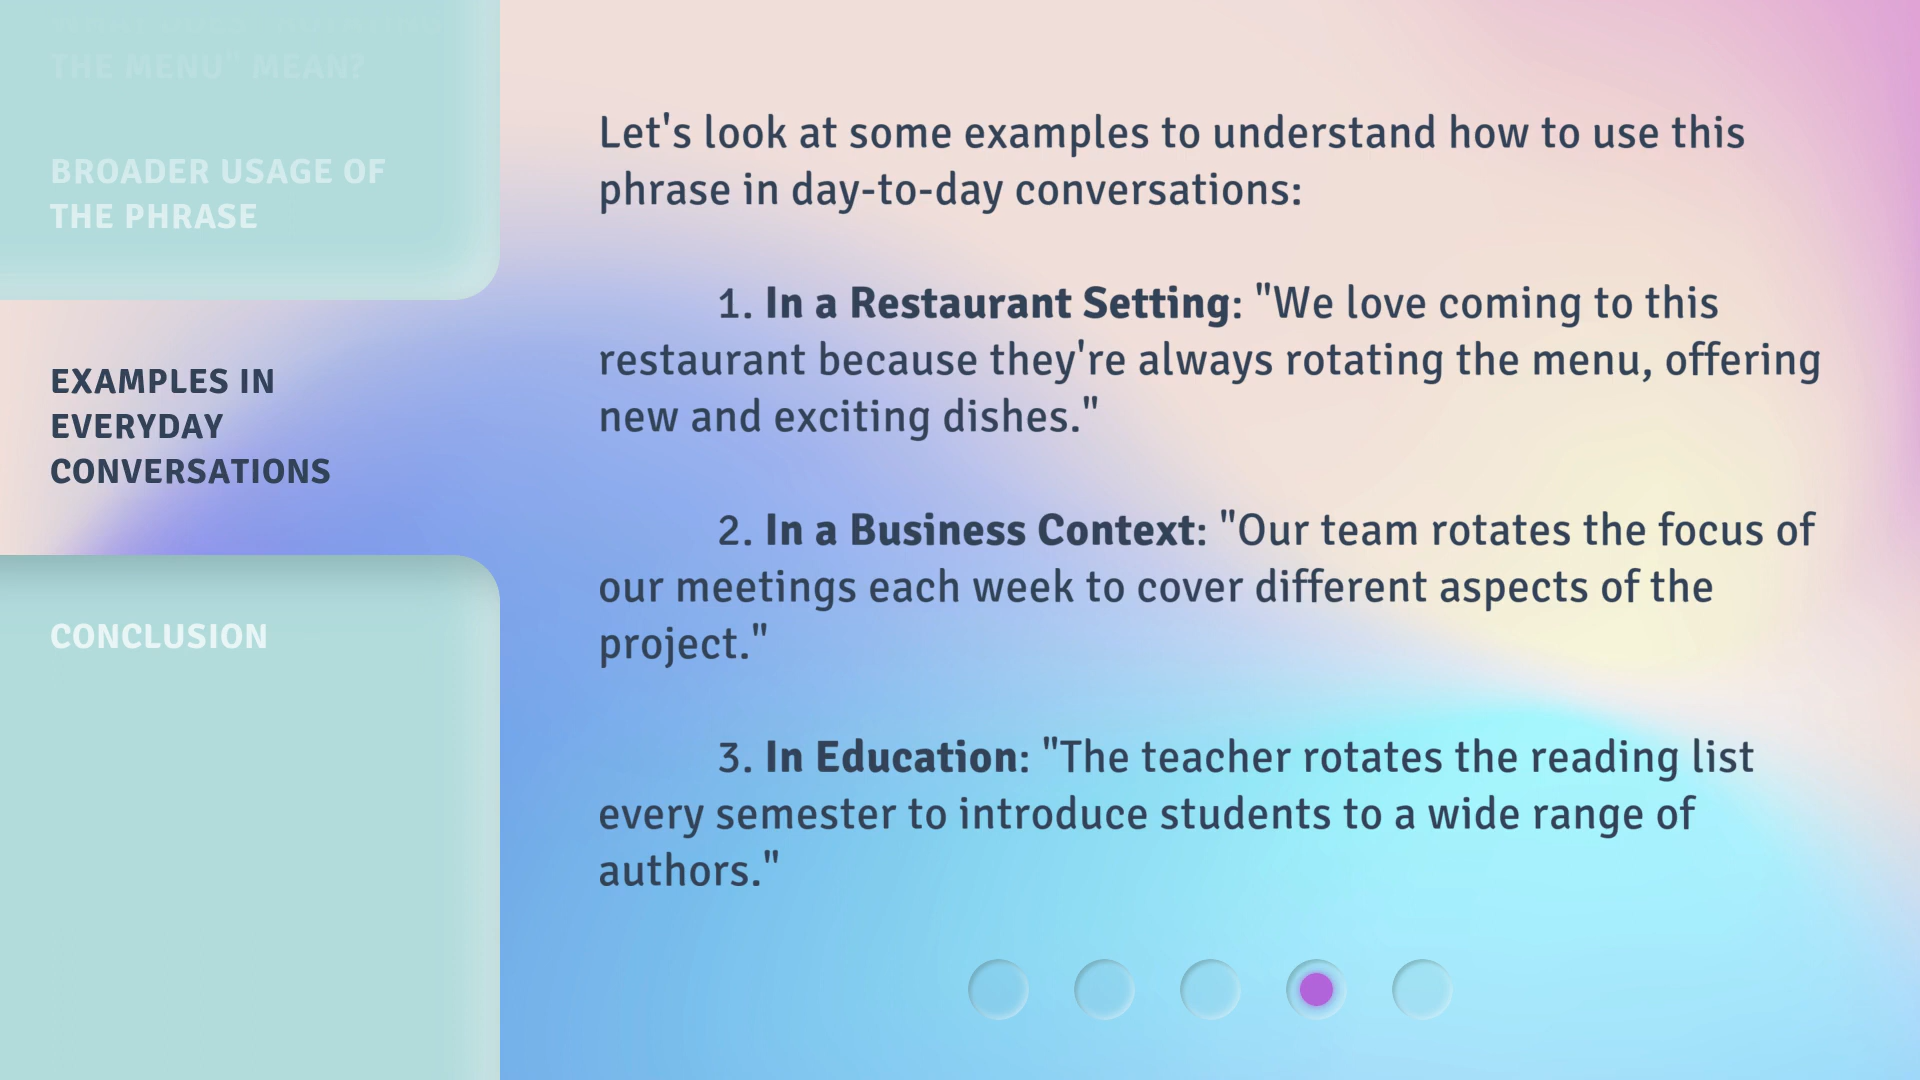 THE MENU" MEAN?
BROADER USAGE OF
THE PHRASE
EXAMPLES IN
EVERYDAY
CONVERSATIONS
CONCLUSION
Let's look at some examples to understand how to use this
phrase in day-to-day conversations:
1. In a Restaurant Setting: "We love coming to this
restaurant because they're always rotating the menu, offering
new and exciting dishes."
2. In a Business Context: "Our team rotates the focus of
our meetings each week to cover different aspects of the
project."
3. In Education: "The teacher rotates the reading list
every semester to introduce students to a wide range of
authors."